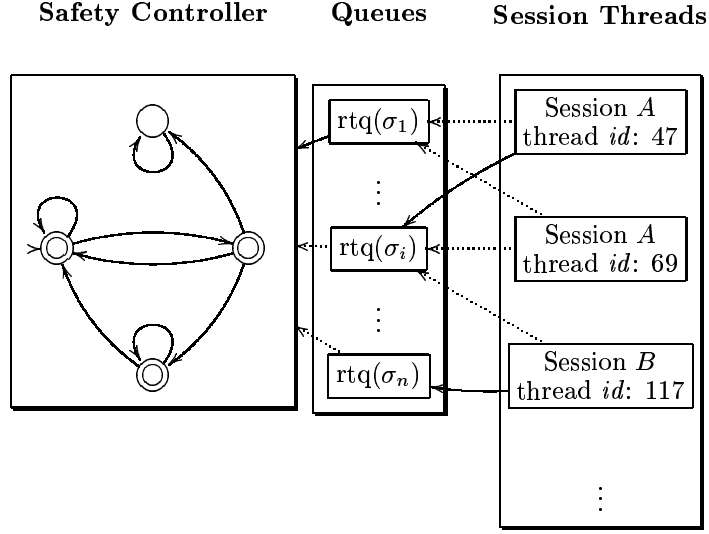 Safety Controller
Queues
Session Threads
rtq(σ₁)
⋮
rtq(σᵢ)
⋮
rtq(σₙ)
Session A
thread id: 47
Session A
thread id: 69
Session B
thread id: 117
⋮